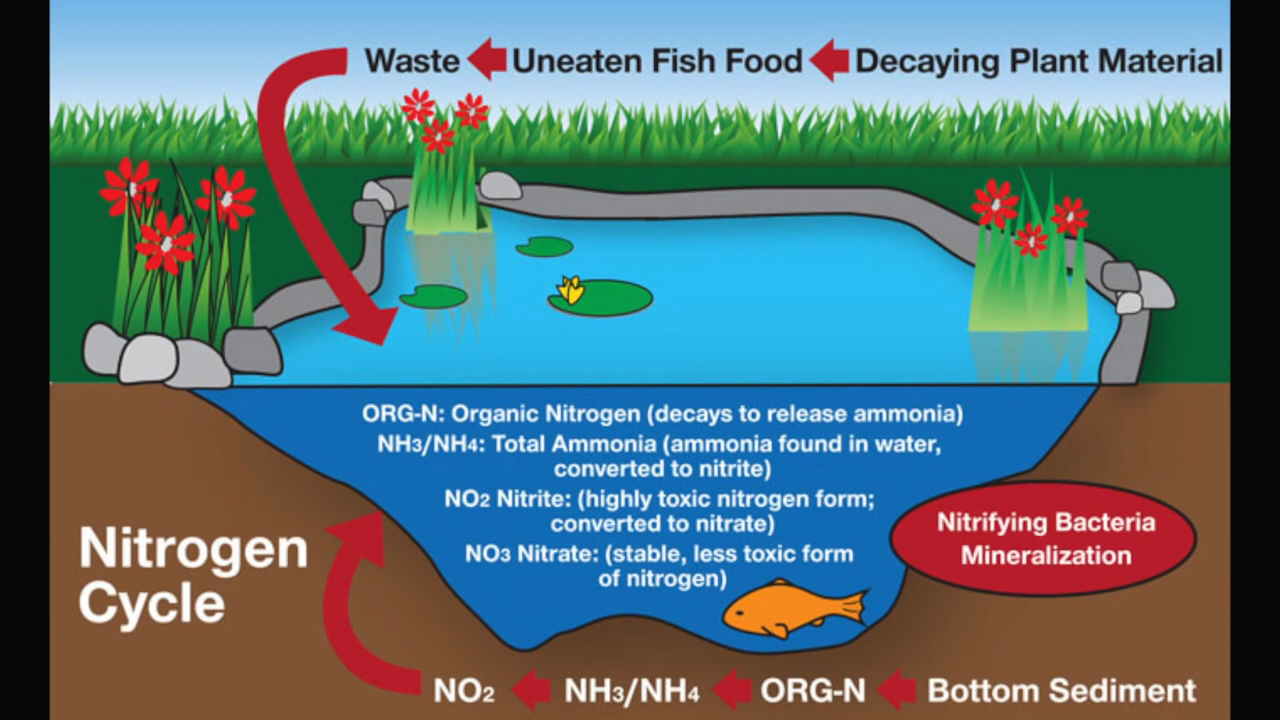 Waste Uneaten Fish Food Decaying Plant Material
ORG-N: Organic Nitrogen (decays to release ammonia)
NH3/NH4: Total Ammonia (ammonia found in water,
converted to nitrite)
NO2 Nitrite: (highly toxic nitrogen form;
converted to nitrate)
NO3 Nitrate: (stable, less toxic form
of nitrogen)
Nitrifying Bacteria
Mineralization
Nitrogen
Cycle
NO2 NH3/NH4 ORG-N Bottom Sediment